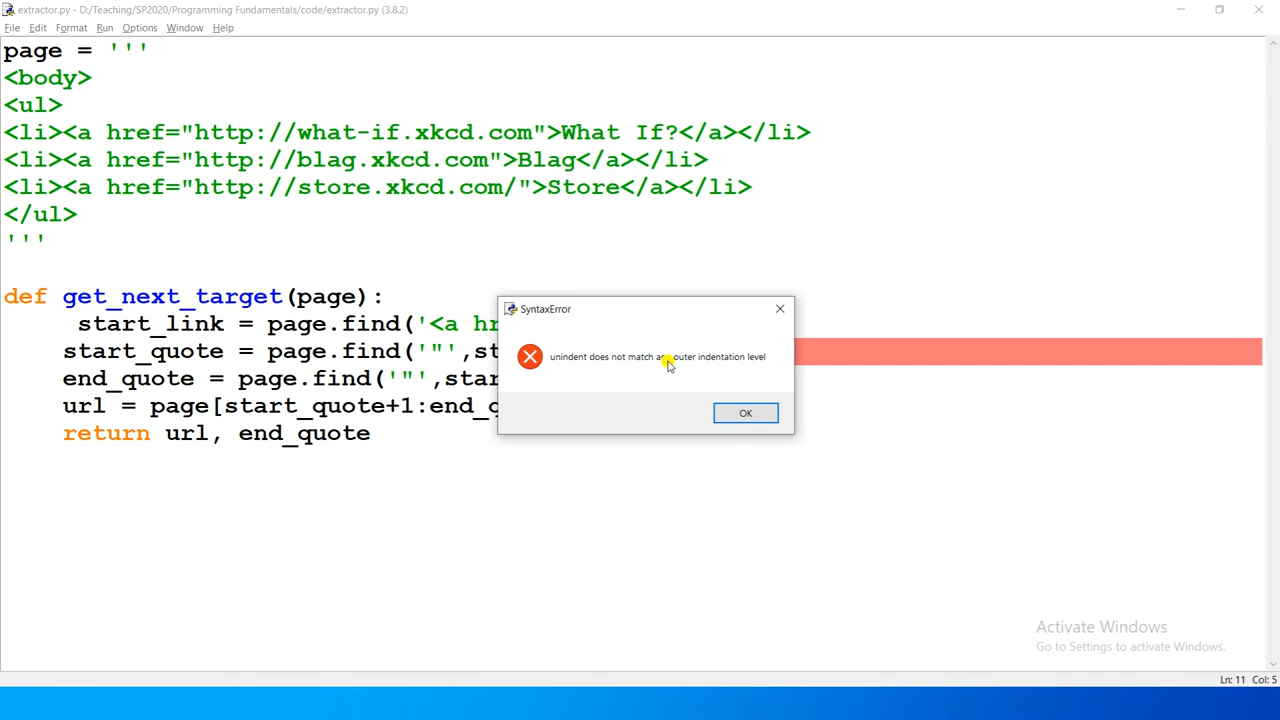 extractor.py - D:/Teaching/SP2020/Programming Fundamentals/code/extractor.py (3.8.2)
File Edit Format Run Options Window Help
page = '''
<body>
<ul>
<li><a href="http://what-if.xkcd.com">What If?</a></li>
<li><a href="http://blag.xkcd.com">Blag</a></li>
<li><a href="http://store.xkcd.com/">Store</a></li>
</ul>
'''
def get_next_target(page):
start_link = page.find('<a hr
start_quote = page.find('"',st
end_quote = page.find('"',star
url = page[start_quote+1:end_q
return url, end_quote
SyntaxError
unindent does not match any outer indentation level
OK
Activate Windows
Go to Settings to activate Windows.
Ln: 11 Col: 5